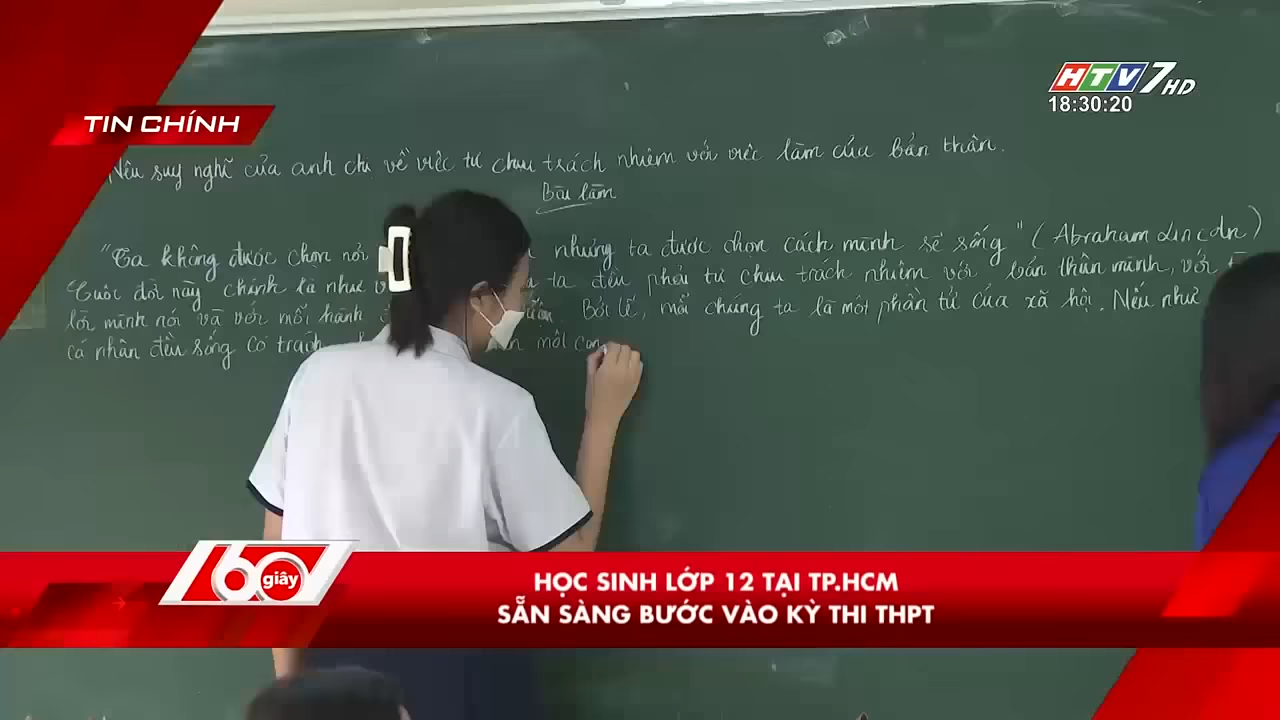 HTV7 HD
18:30:20
TIN CHÍNH
Nêu suy nghĩ của anh chị về việc tự chịu trách nhiệm với việc làm của bản thân.
Bài làm
"Ta không được chọn nơi nhưng ta được chọn cách mình sẽ sống" (Abraham Lincoln)
Cuộc đời này chính là như ta đều phải tự chịu trách nhiệm với bản thân mình, với
lời mình nói và với mỗi hành Bởi lẽ, mỗi chúng ta là một phần tử của xã hội. Nếu như
cá nhân đều sống có trách một con
60 giây
HỌC SINH LỚP 12 TẠI TP.HCM
SẴN SÀNG BƯỚC VÀO KỲ THI THPT